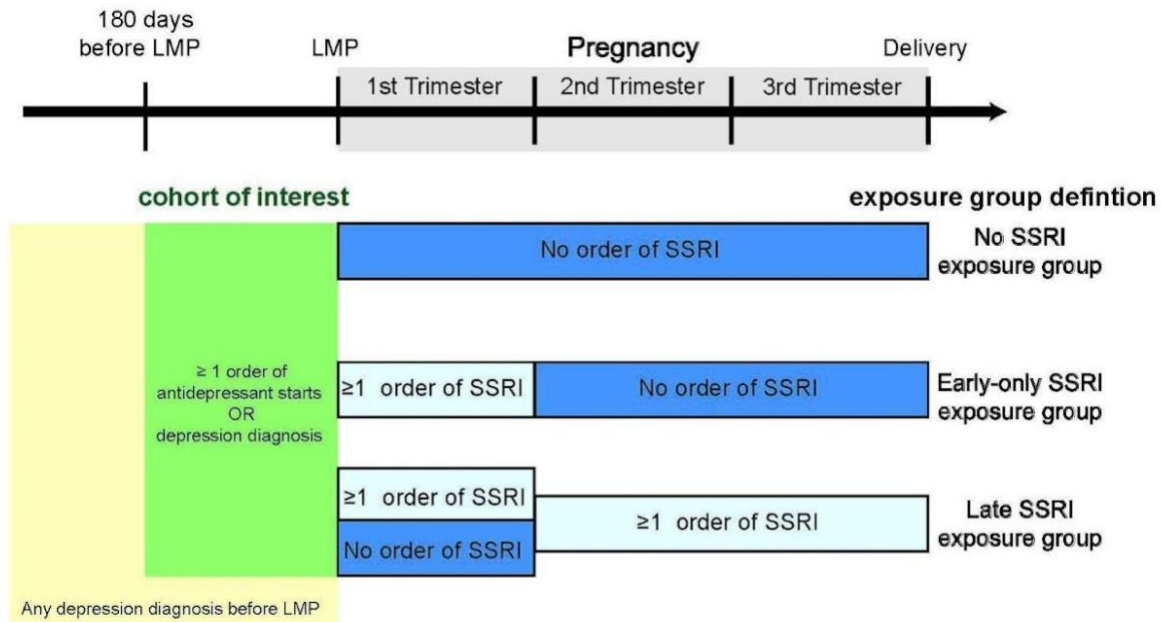 180 days
before LMP
LMP
Pregnancy
Delivery
1st Trimester
2nd Trimester
3rd Trimester
cohort of interest
exposure group defintion
No order of SSRI
No SSRI
exposure group
≥ 1 order of
antidepressant starts
OR
depression diagnosis
≥1 order of SSRI
No order of SSRI
Early-only SSRI
exposure group
≥1 order of SSRI
No order of SSRI
≥1 order of SSRI
Late SSRI
exposure group
Any depression diagnosis before LMP